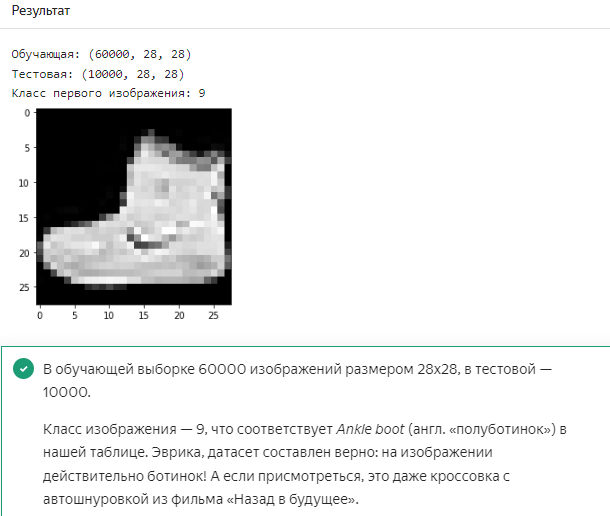 Результат
Обучающая: (60000, 28, 28)
Тестовая: (10000, 28, 28)
Класс первого изображения: 9
0
5
10
15
20
25
0 5 10 15 20 25
В обучающей выборке 60000 изображений размером 28x28, в тестовой —
10000.
Класс изображения — 9, что соответствует Ankle boot (англ. «полуботинок») в
нашей таблице. Эврика, датасет составлен верно: на изображении
действительно ботинок! А если присмотреться, это даже кроссовка с
автошнуровкой из фильма «Назад в будущее».